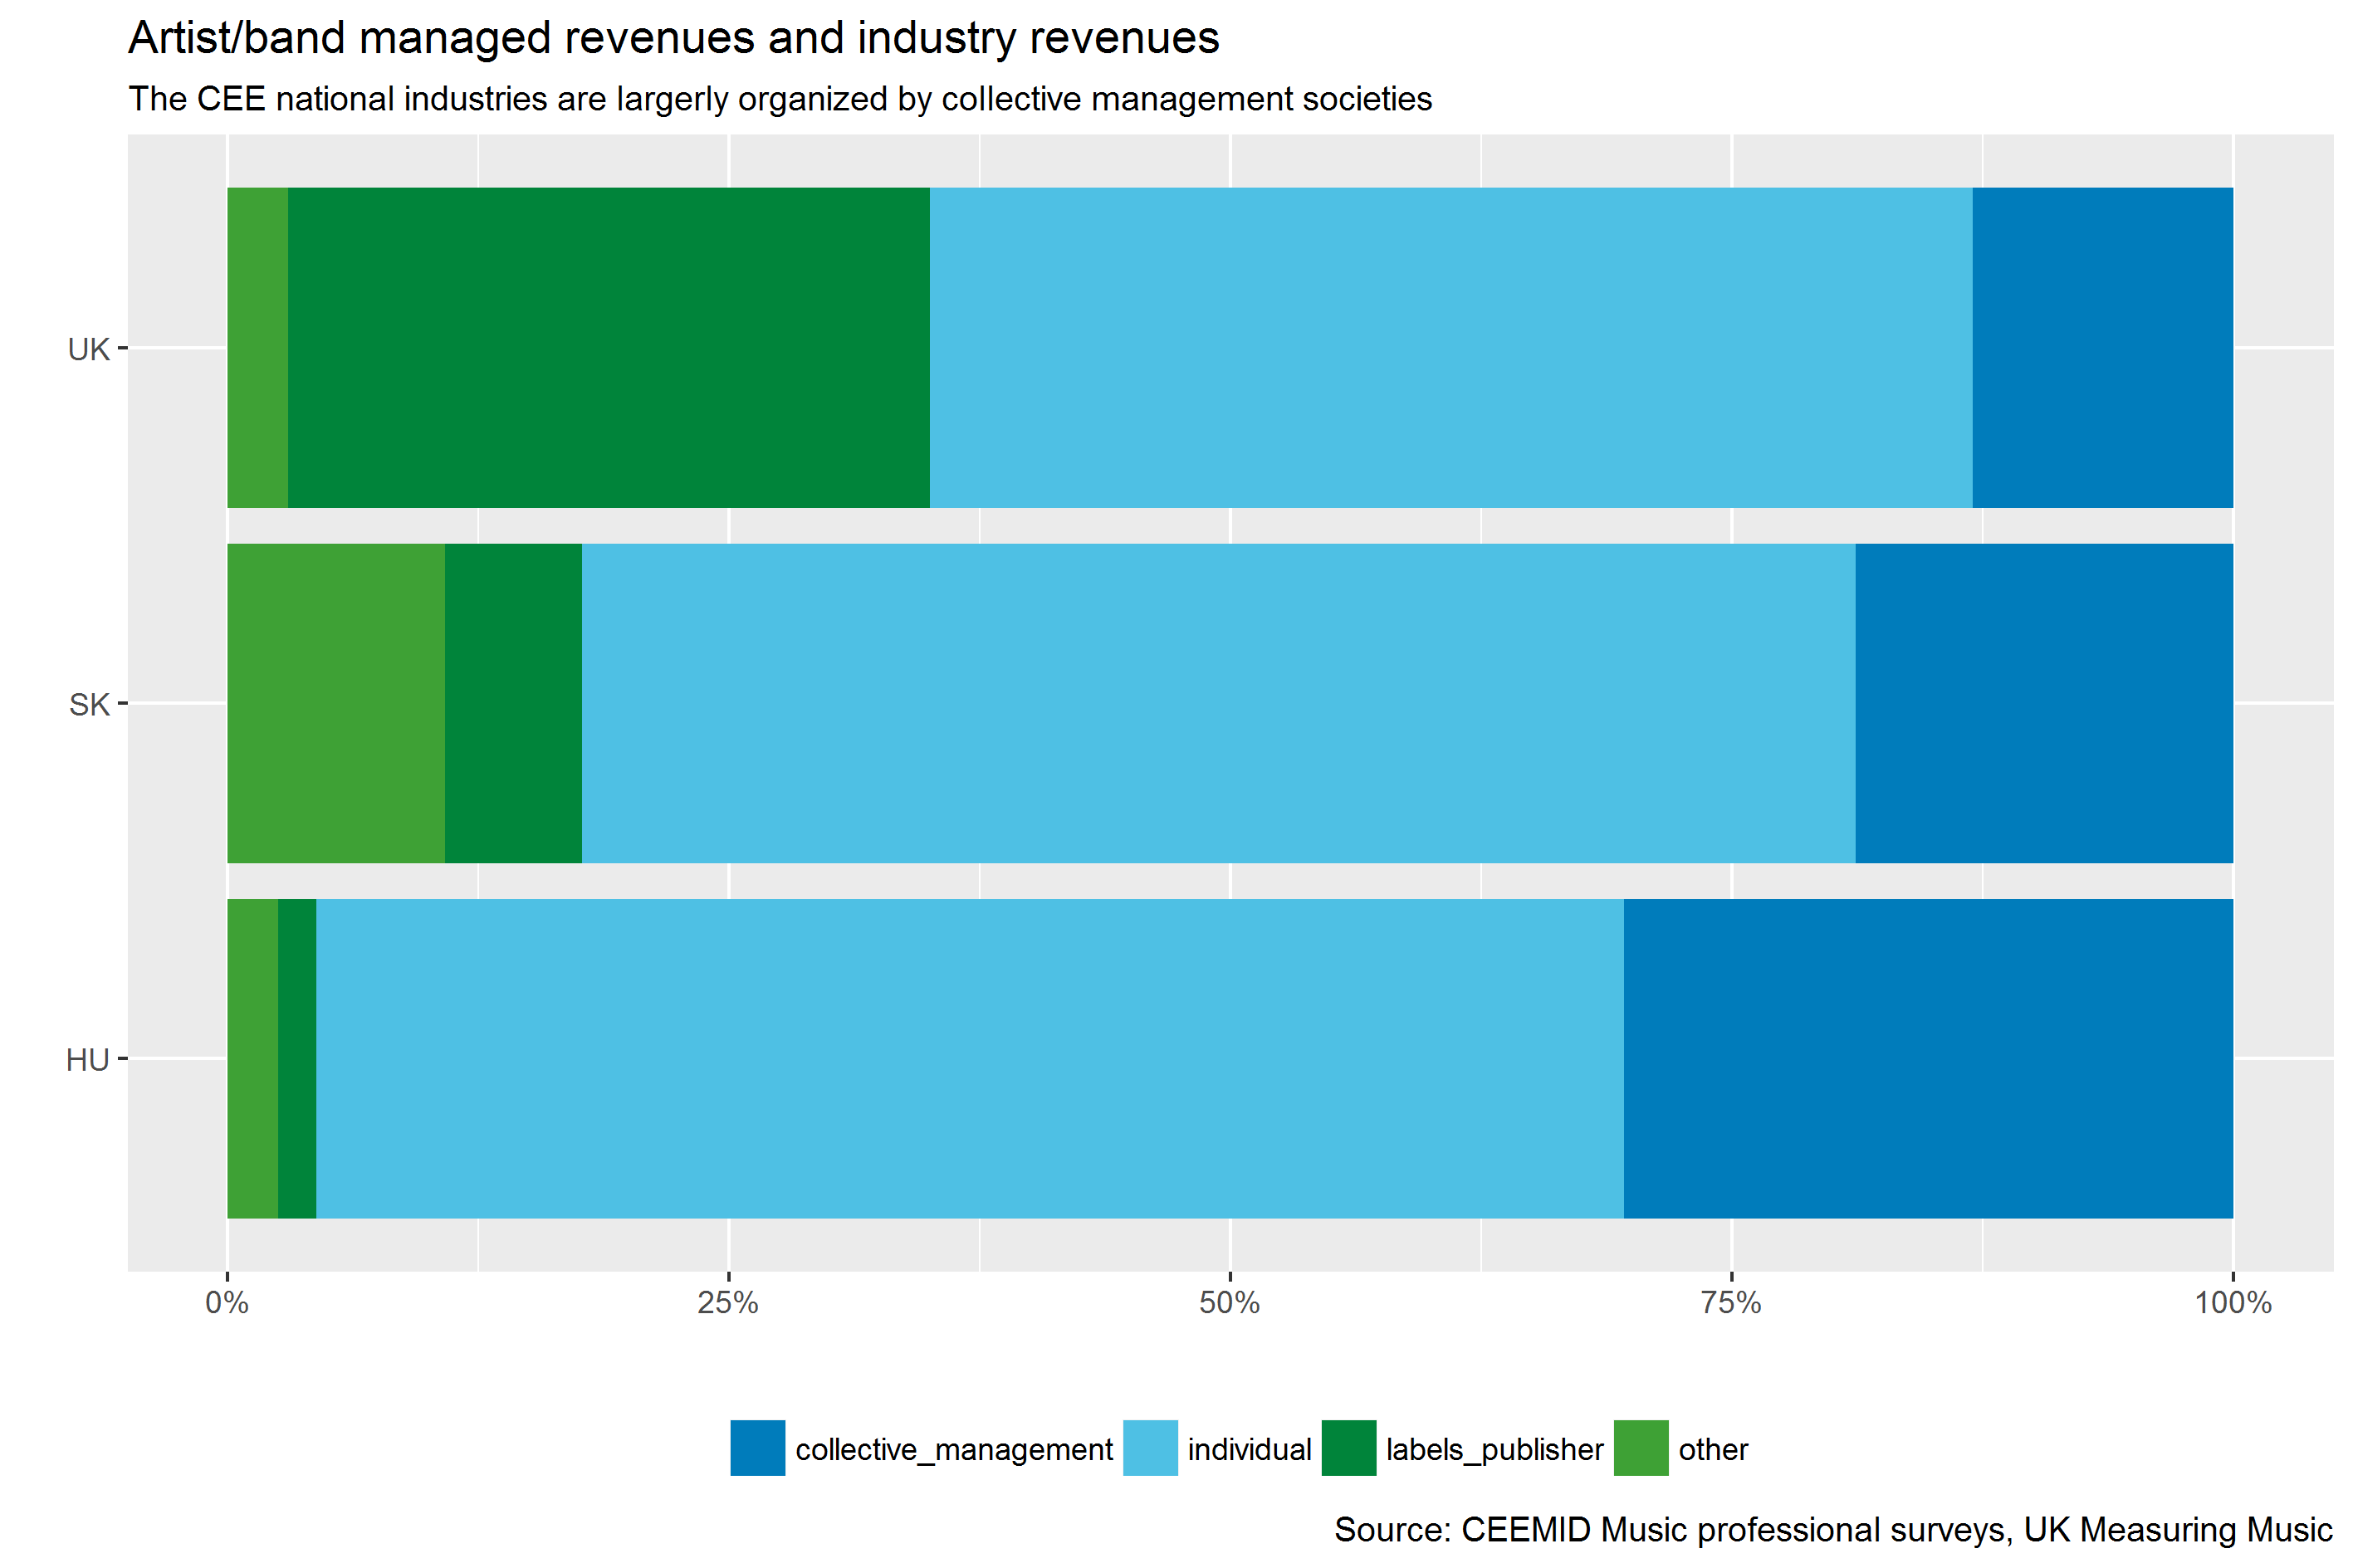 Artist/band managed revenues and industry revenues
The CEE national industries are largerly organized by collective management societies
UK
SK
HU
0% 25% 50% 75% 100%
collective_management individual labels_publisher other
Source: CEEMID Music professional surveys, UK Measuring Music